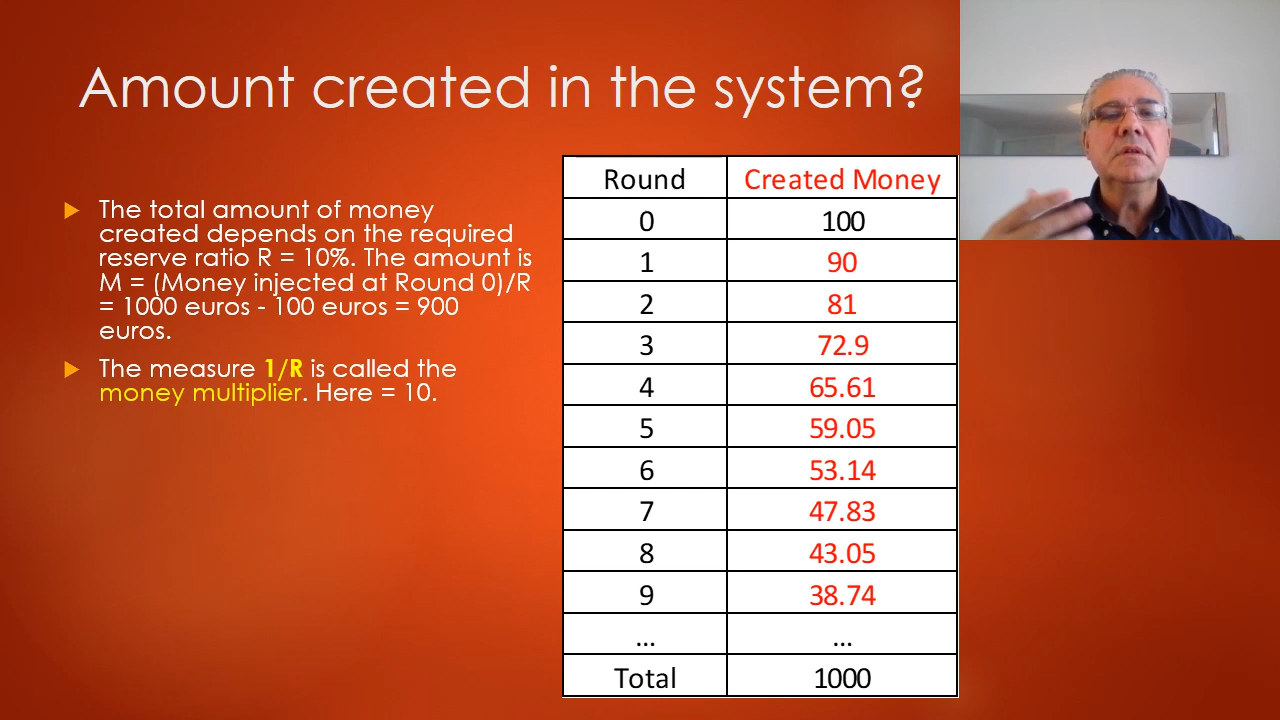 Amount created in the system?
The total amount of money
created depends on the required
reserve ratio R = 10%. The amount is
M = (Money injected at Round 0)/R
= 1000 euros - 100 euros = 900
euros.
The measure 1/R is called the
money multiplier. Here = 10.
Round Created Money
0 100
1 90
2 81
3 72.9
4 65.61
5 59.05
6 53.14
7 47.83
8 43.05
9 38.74
... ...
Total 1000